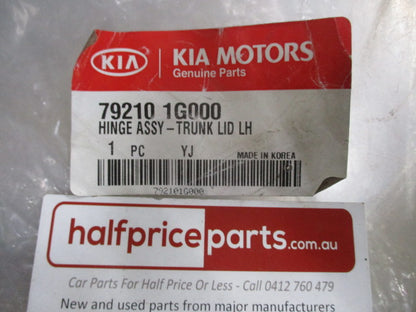 KIA KIA MOTORS
Genuine Parts
79210 1G000
HINGE ASSY-TRUNK LID LH
1 PC YJ MADE IN KOREA
792101G000
halfpriceparts.com.au
Car Parts For Half Price Or Less - Call 0412 760 479
New and used parts from major manufacturers